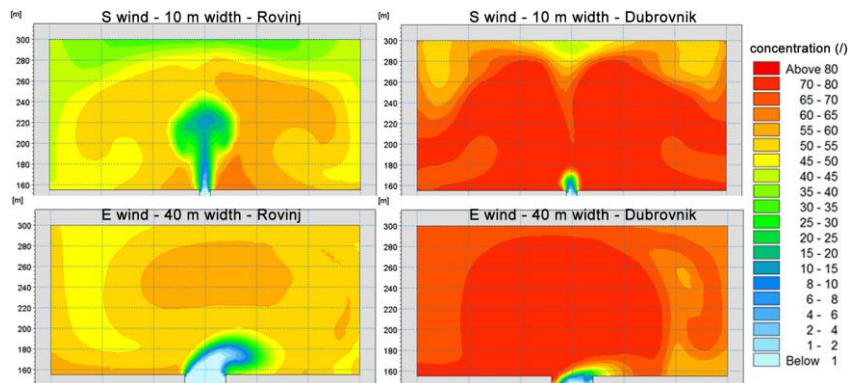 S wind - 10 m width - Rovinj
S wind - 10 m width - Dubrovnik
[m]
300
280
260
240
220
200
180
160
[m]
300
280
260
240
220
200
180
160
E wind - 40 m width - Rovinj
E wind - 40 m width - Dubrovnik
[m]
300
280
260
240
220
200
180
160
[m]
300
280
260
240
220
200
180
160
concentration (/)
Above 80
70 - 80
65 - 70
60 - 65
55 - 60
50 - 55
45 - 50
40 - 45
35 - 40
30 - 35
25 - 30
20 - 25
15 - 20
10 - 15
8 - 10
6 - 8
4 - 6
2 - 4
1 - 2
Below 1